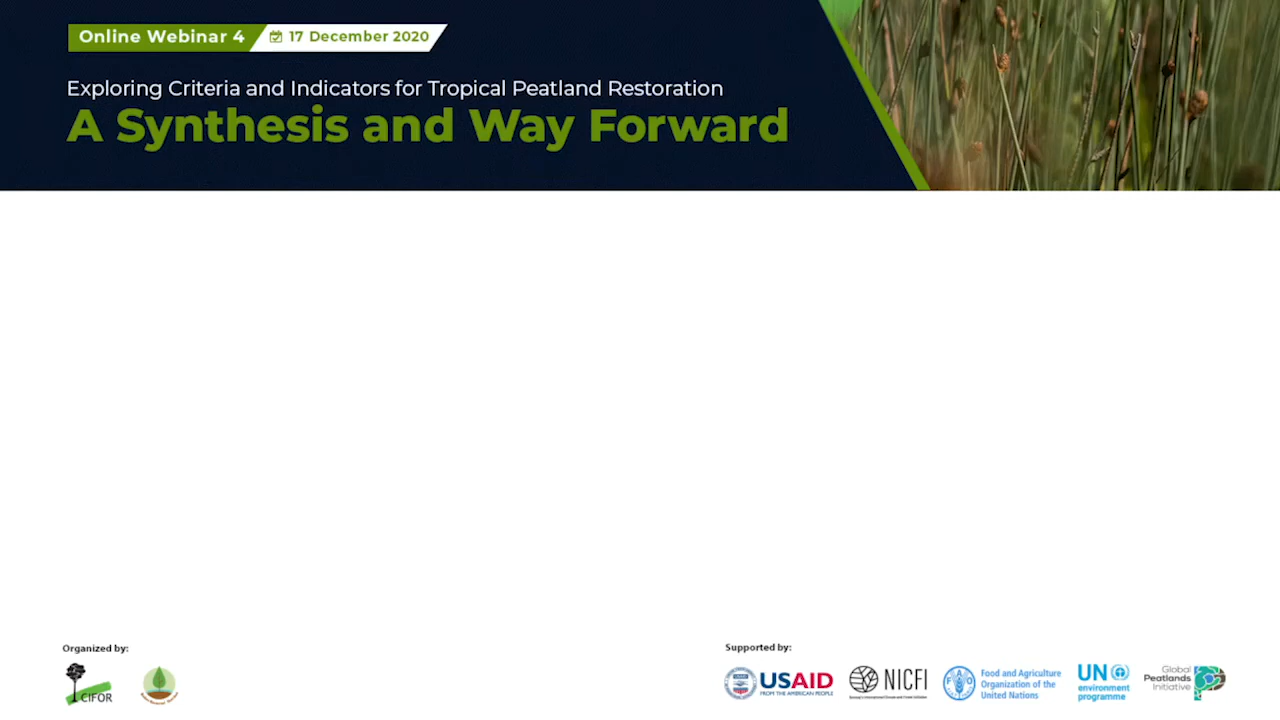 Online Webinar 4
17 December 2020
Exploring Criteria and Indicators for Tropical Peatland Restoration
A Synthesis and Way Forward
Organized by:
Supported by:
CIFOR
USAID
FROM THE AMERICAN PEOPLE
NICFI
Food and Agriculture
Organization of the
United Nations
UN
environment
programme
Global
Peatlands
Initiative